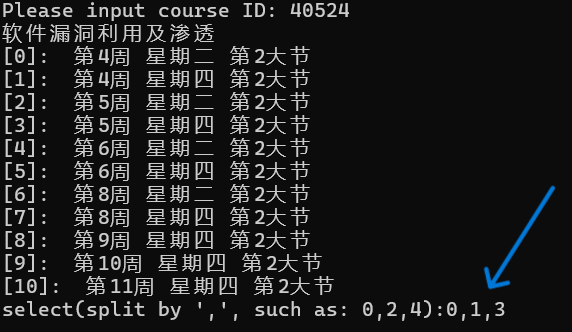 Please input course ID: 40524
软件漏洞利用及渗透
[0]: 第4周 星期二 第2大节
[1]: 第4周 星期四 第2大节
[2]: 第5周 星期二 第2大节
[3]: 第5周 星期四 第2大节
[4]: 第6周 星期二 第2大节
[5]: 第6周 星期四 第2大节
[6]: 第8周 星期二 第2大节
[7]: 第8周 星期四 第2大节
[8]: 第9周 星期四 第2大节
[9]: 第10周 星期四 第2大节
[10]: 第11周 星期四 第2大节
select(split by ',', such as: 0,2,4):0,1,3